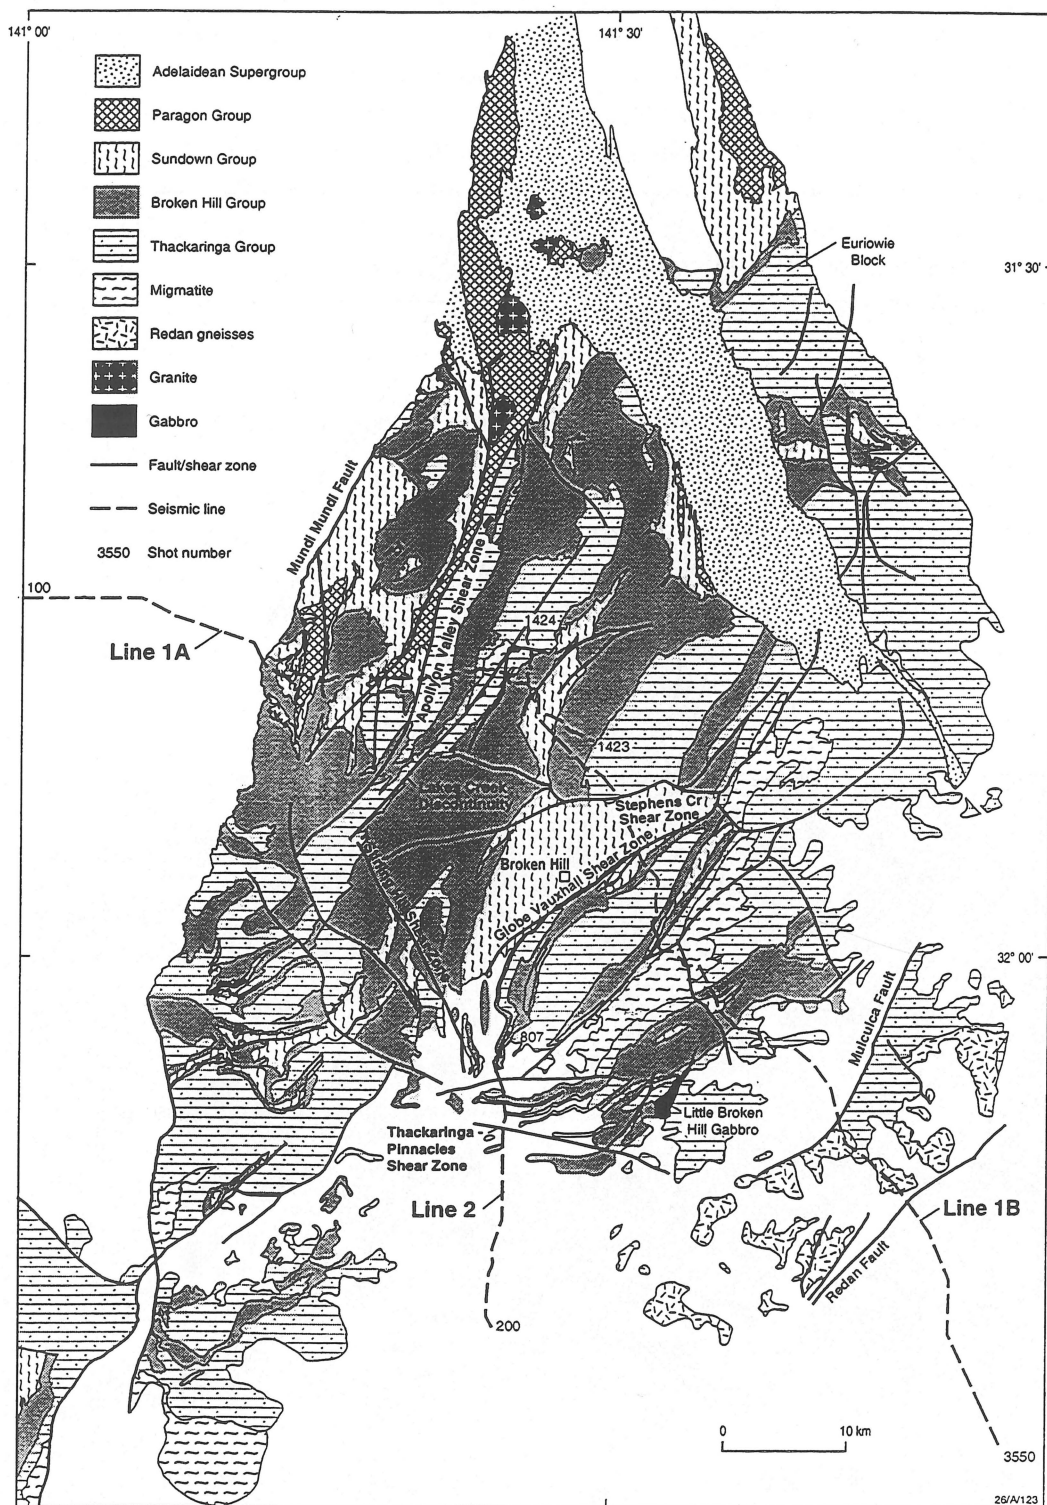 141° 00'
141° 30'
Adelaidean Supergroup
Paragon Group
Sundown Group
Broken Hill Group
Thackaringa Group
Migmatite
Redan gneisses
Granite
Gabbro
Fault/shear zone
Seismic line
3550 Shot number
Euriowie
Block
31° 30'
Mundi Mundi Fault
100
Line 1A
Apollyon Valley Shear Zone
1424
1423
Lakes Creek
Discontinuity
Stephens Cr
Shear Zone
Broken Hill
Globe Vauxhall Shear Zone
Shear Zone
32° 00'
Mulculca Fault
807
Little Broken
Hill Gabbro
Thackaringa -
Pinnacles
Shear Zone
Line 2
Line 1B
Redan Fault
200
0
10 km
3550
26/A/123